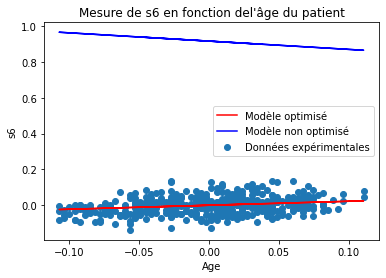 Mesure de s6 en fonction del'âge du patient
1.0
0.8
0.6
0.4
0.2
0.0
s6
Modèle optimisé
Modèle non optimisé
Données expérimentales
−0.10
−0.05
0.00
0.05
0.10
Age